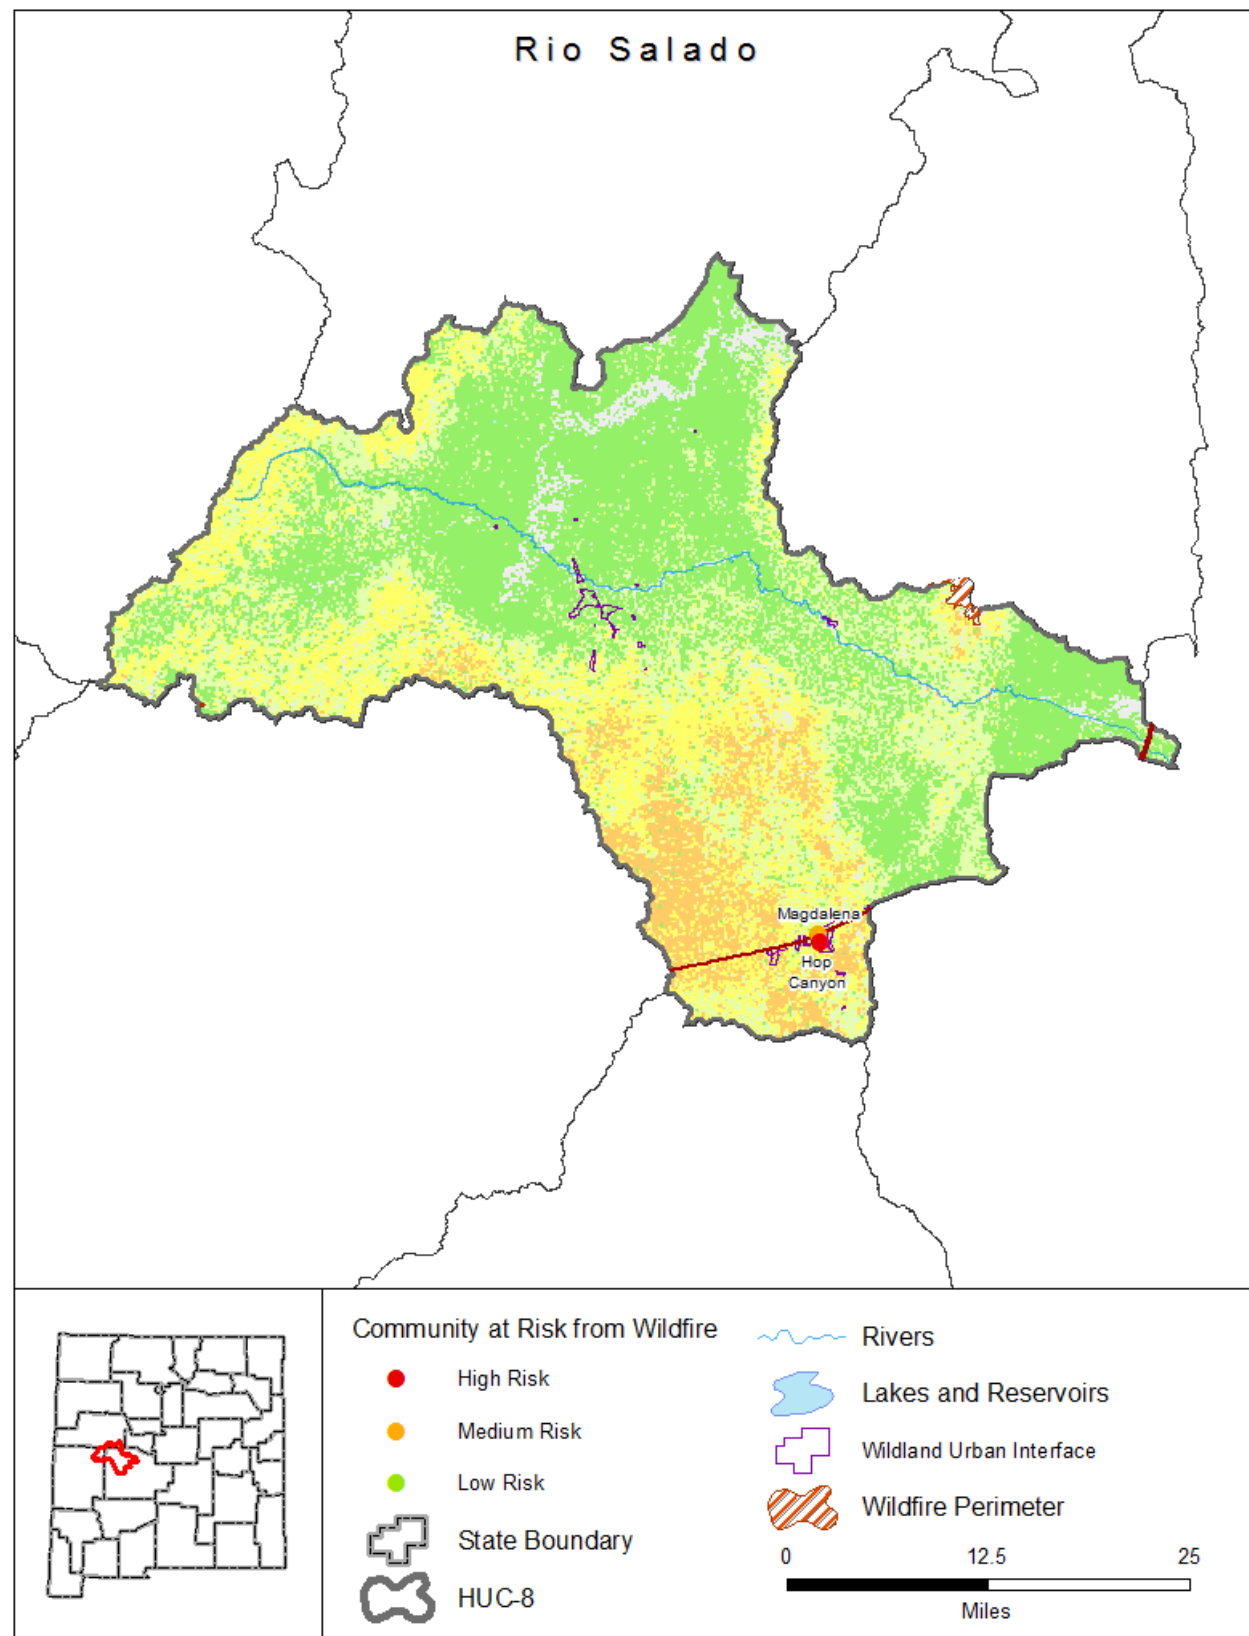 Rio Salado
Magdalena
Hop
Canyon
Community at Risk from Wildfire
High Risk
Medium Risk
Low Risk
State Boundary
HUC-8
Rivers
Lakes and Reservoirs
Wildland Urban Interface
Wildfire Perimeter
0 12.5 25
Miles